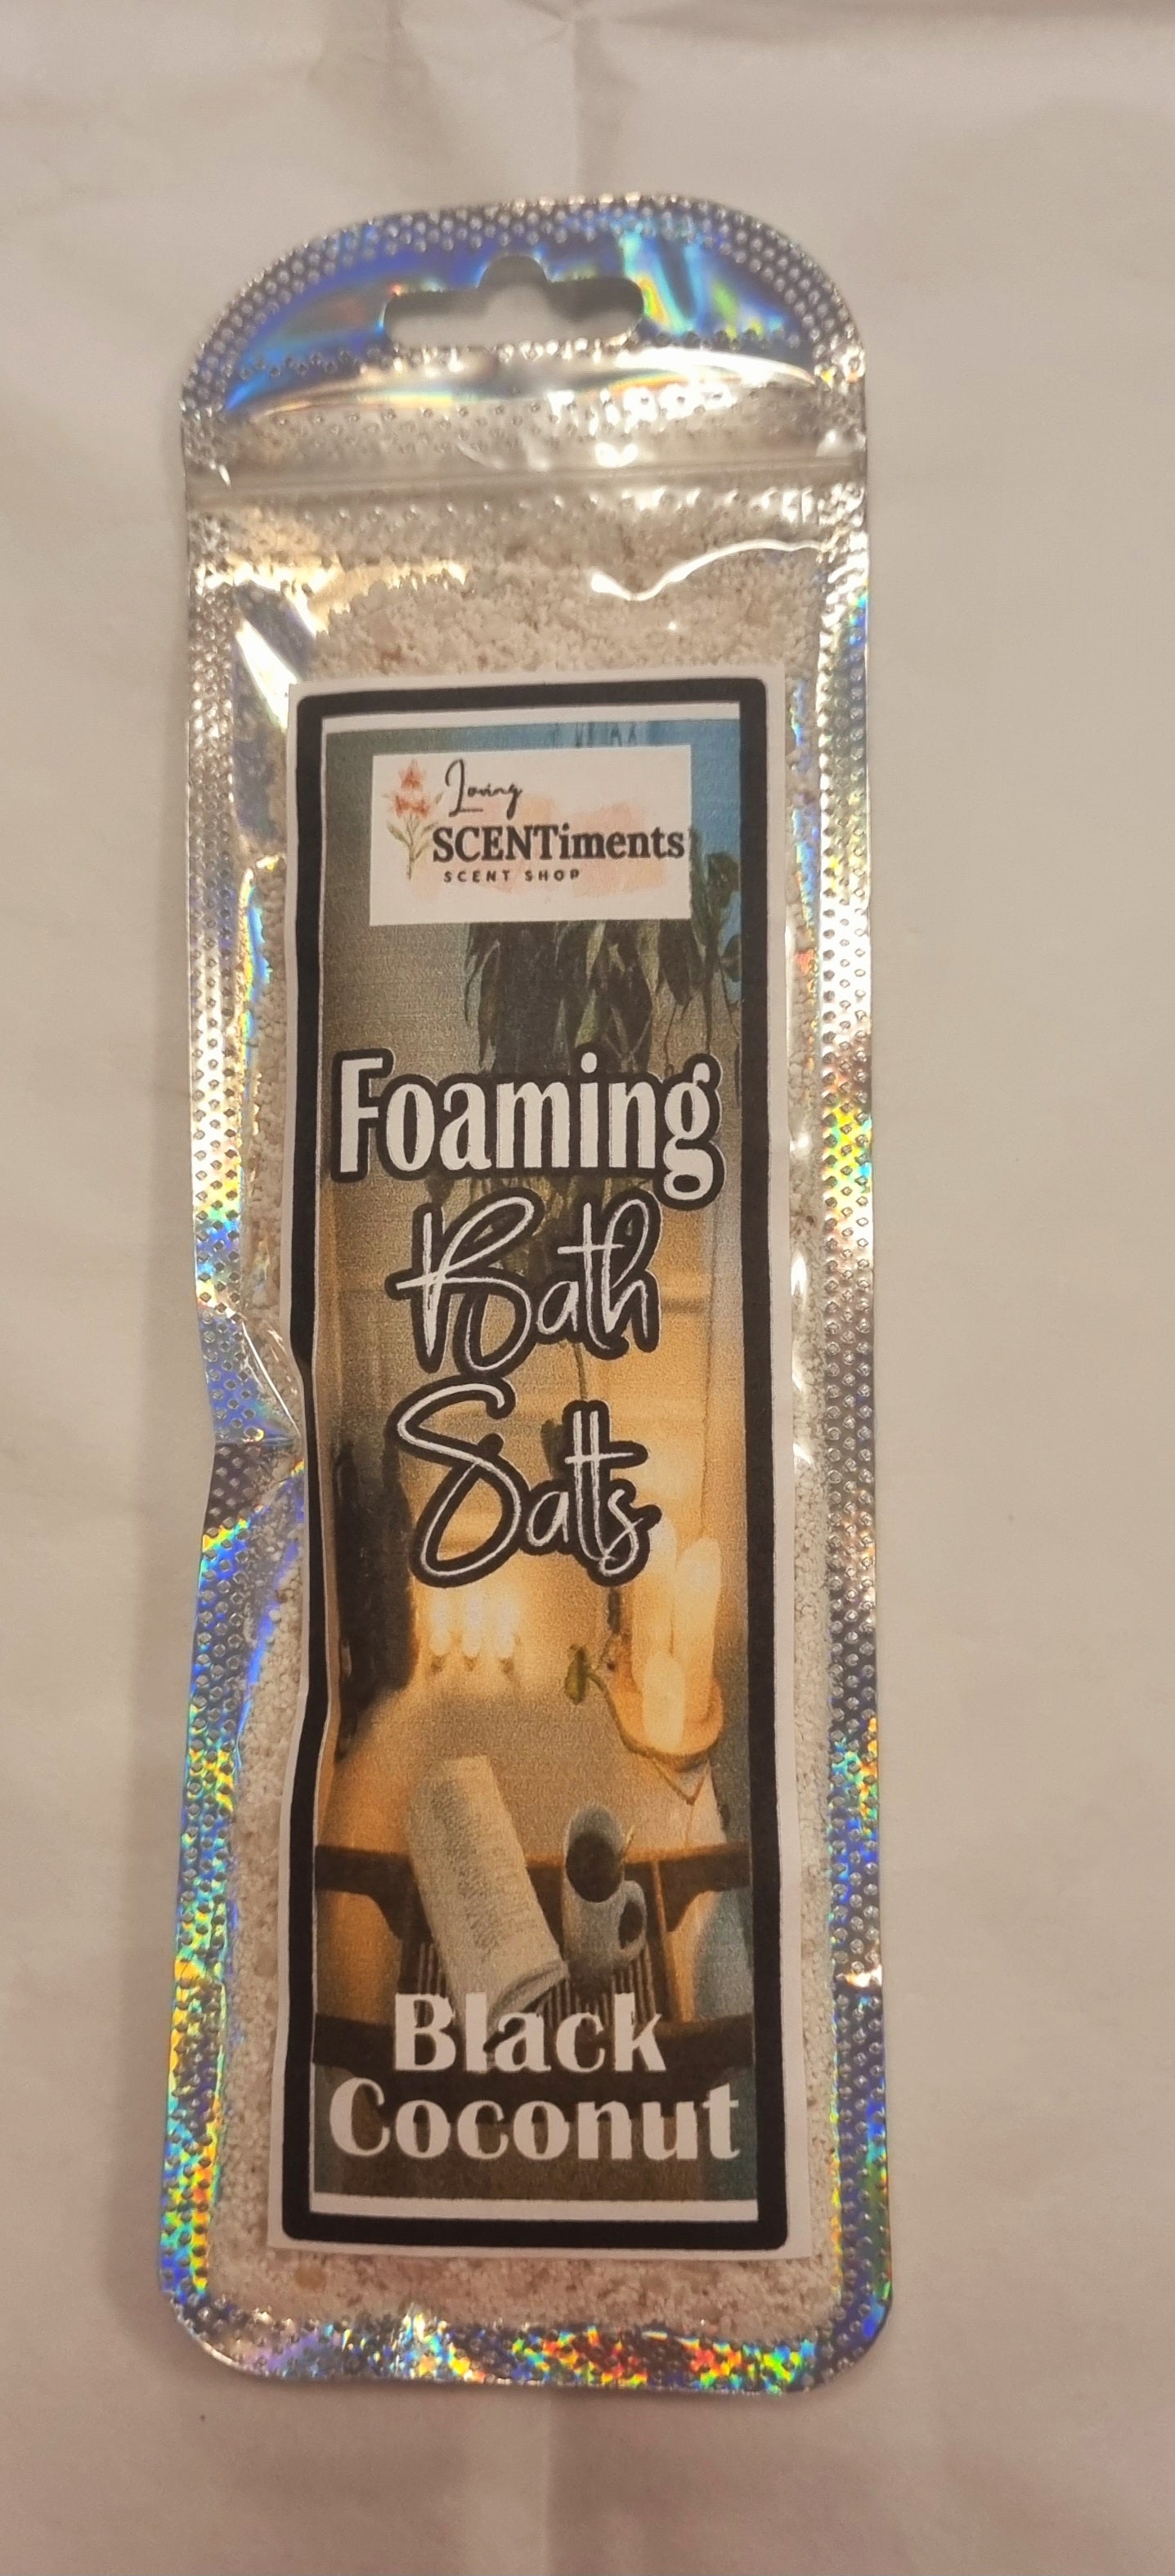 Loving
SCENTiments
SCENT SHOP
Foaming
Bath
Salts
Black
Coconut